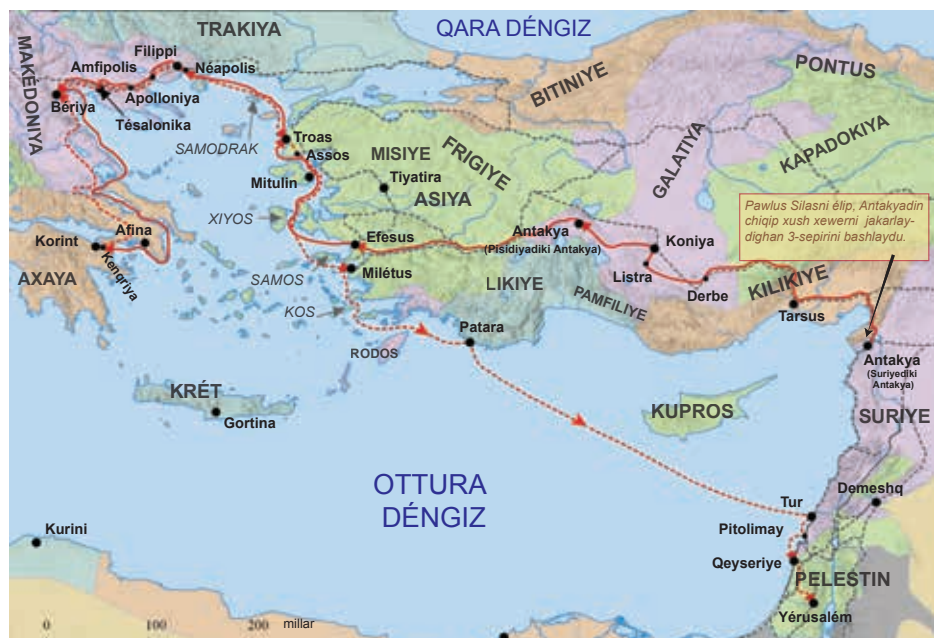 QARA DÉNGIZ
TRAKIYA
MAKÉDONIYA
Filippi
Néapolis
Amfipolis
Apolloniya
Bériya
Tésalonika
BITINIYE
PONTUS
SAMODRAK
Troas
Assos
MISIYE
FRIGIYE
GALATIYA
KAPADOKIYA
Mitulin
Tiyatira
ASIYA
Pawlus Silasni élip, Antakyadin
chiqip xush xewerni jakarlay-
dighan 3-sepirini bashlaydu.
XIYOS
Afina
Korint
Kenqriya
Efesus
Antakya
(Pisidiyadiki Antakya)
Koniya
AXAYA
SAMOS
Milétus
Listra
Derbe
KILIKIYE
LIKIYE
PAMFILIYE
Tarsus
KOS
Patara
RODOS
Antakya
(Suriyediki
Antakya)
KRÉT
Gortina
KUPROS
SURIYE
OTTURA
DÉNGIZ
Tur
Demeshq
Pitolimay
Kurini
Qeyseriye
PELESTIN
Yérusalém
0 100 200 millar